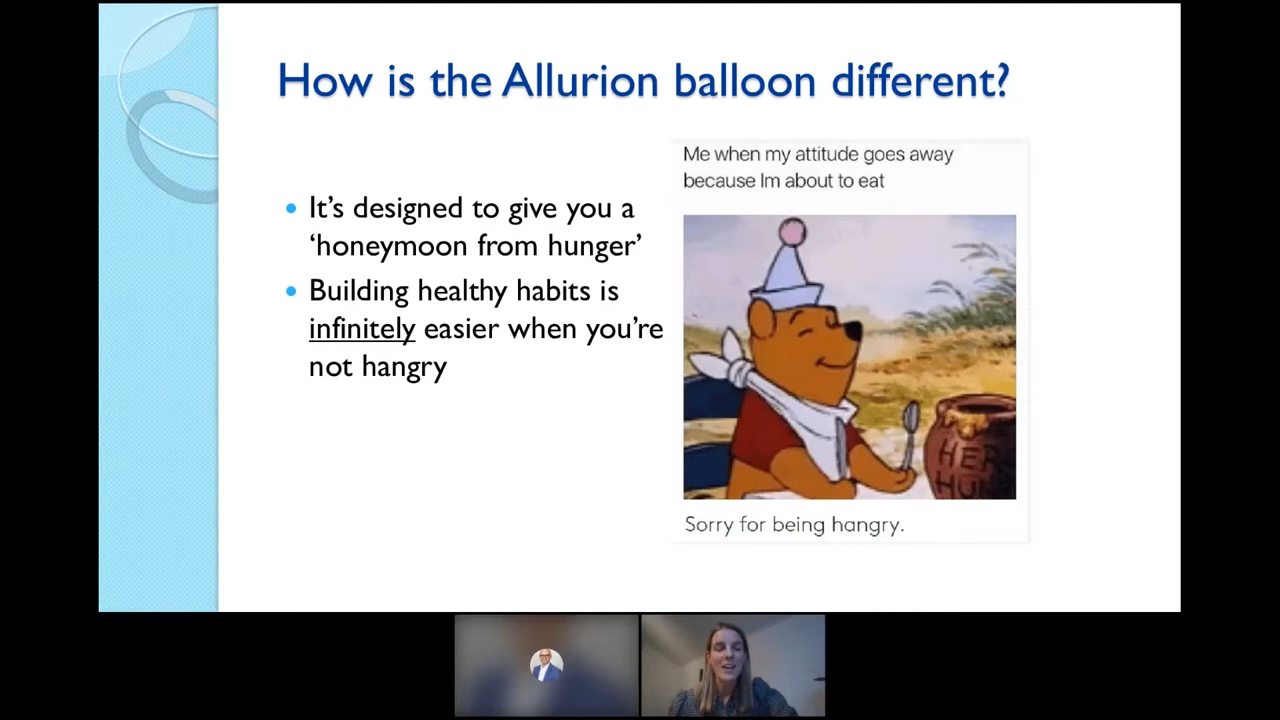 How is the Allurion balloon different?
• It’s designed to give you a
‘honeymoon from hunger’
• Building healthy habits is
infinitely easier when you’re
not hangry
Me when my attitude goes away
because Im about to eat
HER
HUN
Sorry for being hangry.